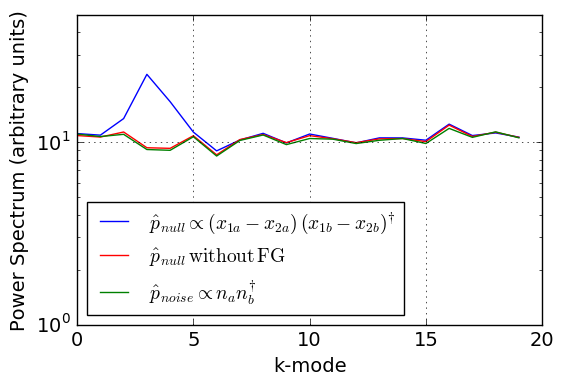 Power Spectrum (arbitrary units)
10^1
10^0
p̂_null ∝ (x_1a − x_2a) (x_1b − x_2b)^†
p̂_null without FG
p̂_noise ∝ n_a n_b^†
0 5 10 15 20
k-mode